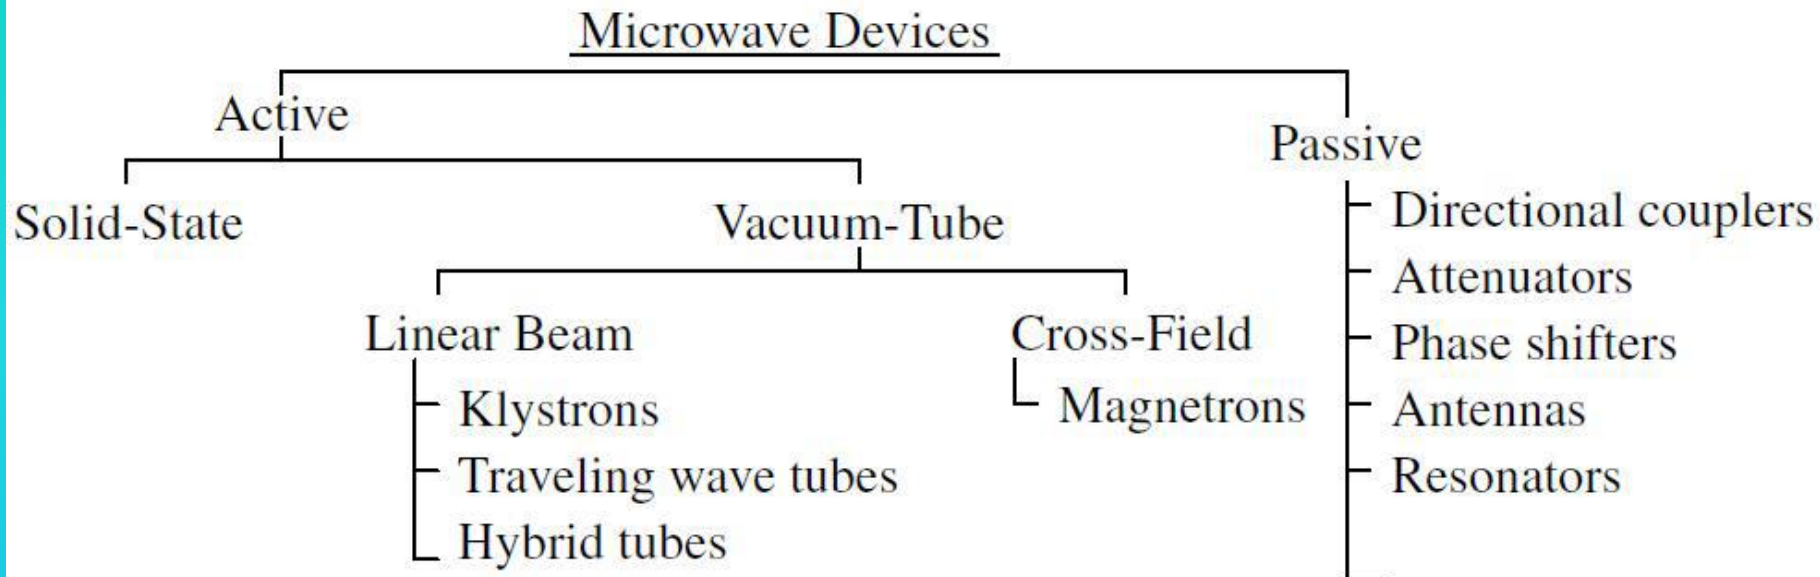 Microwave Devices
Active
Passive
Solid-State
Vacuum-Tube
Directional couplers
Attenuators
Phase shifters
Antennas
Resonators
Linear Beam
Cross-Field
Klystrons
Magnetrons
Traveling wave tubes
Hybrid tubes